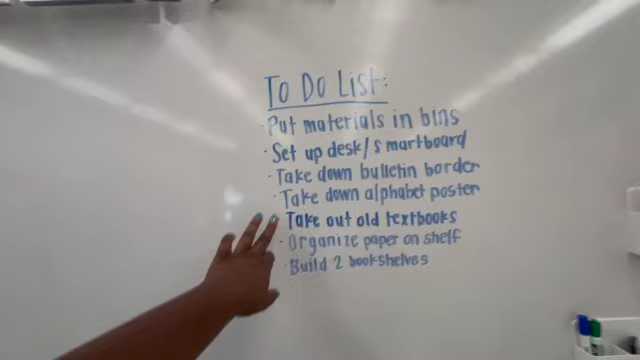 To Do List:
· Put materials in bins
· Set up desk/smartboard
· Take down bulletin border
· Take down alphabet poster
· Take out old textbooks
· Organize paper on shelf
· Build 2 bookshelves